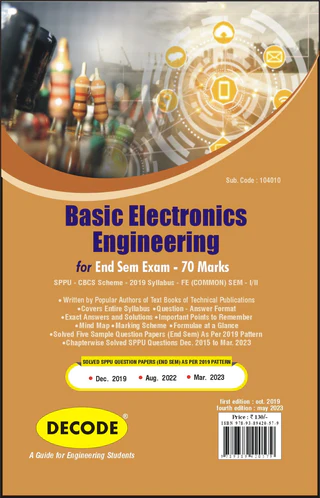 Sub. Code : 104010
Basic Electronics
Engineering
for End Sem Exam - 70 Marks
SPPU - CBCS Scheme - 2019 Syllabus - FE (COMMON) SEM - I/II
• Written by Popular Authors of Text Books of Technical Publications
• Covers Entire Syllabus • Question - Answer Format
• Exact Answers and Solutions • Important Points to Remember
• Mind Map • Marking Scheme • Formulae at a Glance
• Solved Five Sample Question Papers (End Sem) As Per 2019 Pattern
• Chapterwise Solved SPPU Questions Dec. 2015 to Mar. 2023
SOLVED SPPU QUESTION PAPERS (END SEM) AS PER 2019 PATTERN
• Dec. 2019 • Aug. 2022 • Mar. 2023
first edition : oct. 2019
fourth edition : may 2023
Price : ₹ 130/-
DECODE®
A Guide for Engineering Students